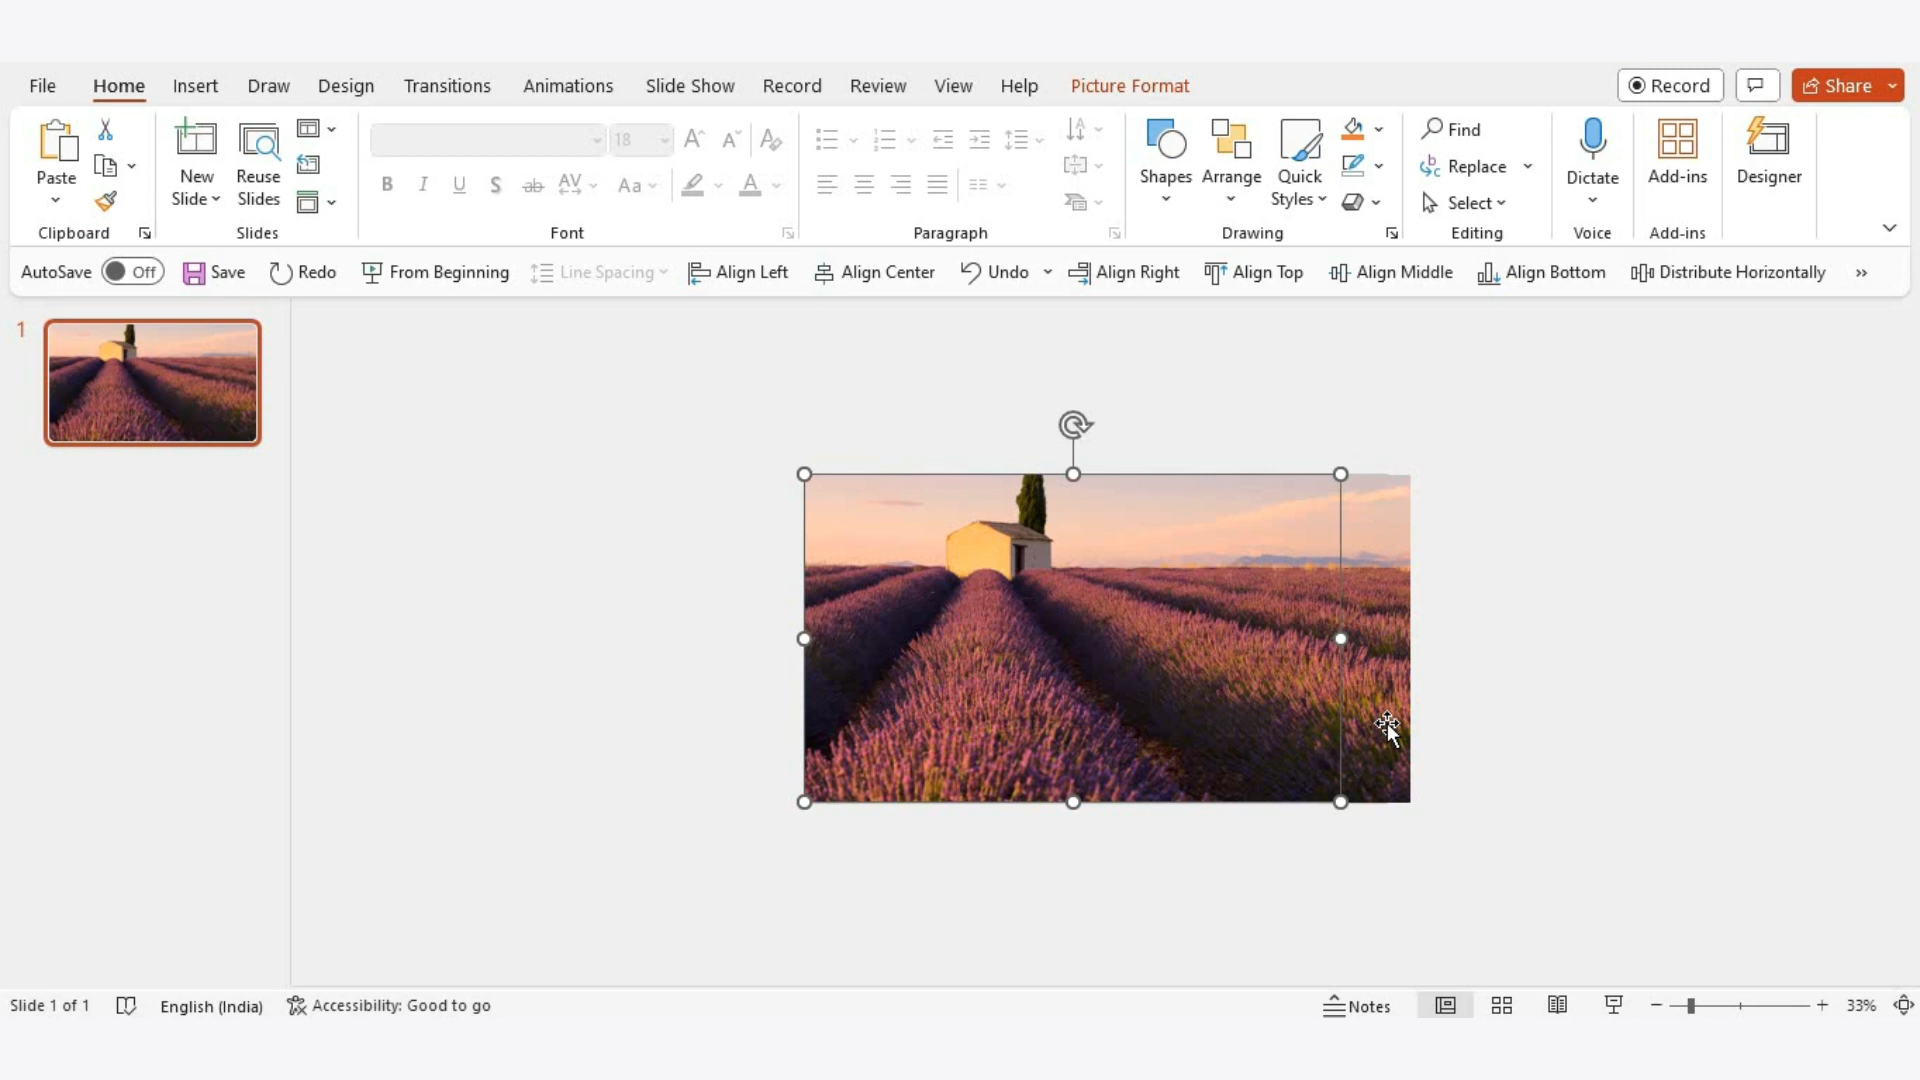 File Home Insert Draw Design Transitions Animations Slide Show Record Review View Help Picture Format Record Share
Paste
New Slide
Reuse Slides
18
B I U S ab AV Aa A
Shapes
Arrange
Quick Styles
Find
Replace
Select
Dictate
Add-ins
Designer
Clipboard Slides Font Paragraph Drawing Editing Voice Add-ins
AutoSave Off Save Redo From Beginning Line Spacing Align Left Align Center Undo Align Right Align Top Align Middle Align Bottom Distribute Horizontally »
1
Slide 1 of 1 English (India) Accessibility: Good to go Notes 33%